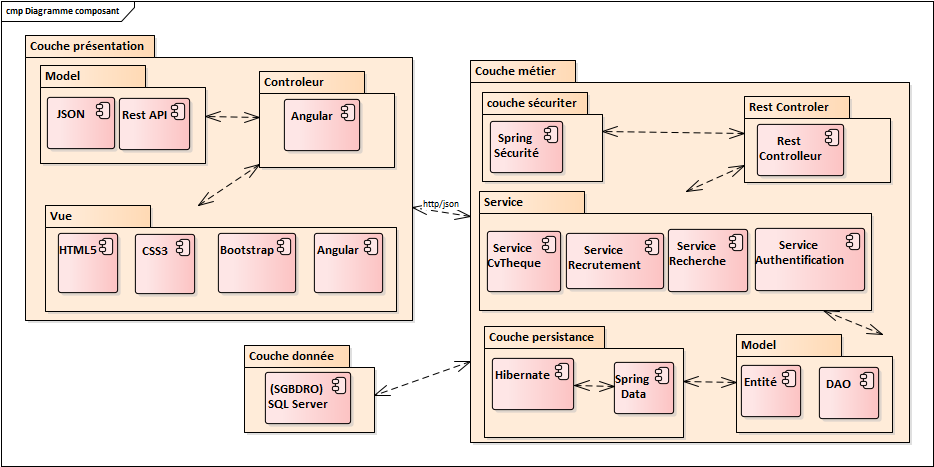 cmp Diagramme composant
Couche présentation
Model
JSON
Rest API
Controleur
Angular
Vue
HTML5
CSS3
Bootstrap
Angular
http/json
Couche métier
couche sécuriter
Spring
Sécurité
Rest Controler
Rest
Controlleur
Service
Service
CvTheque
Service
Recrutement
Service
Recherche
Service
Authentification
Couche persistance
Hibernate
Spring
Data
Model
Entité
DAO
Couche donnée
(SGBDRO)
SQL Server